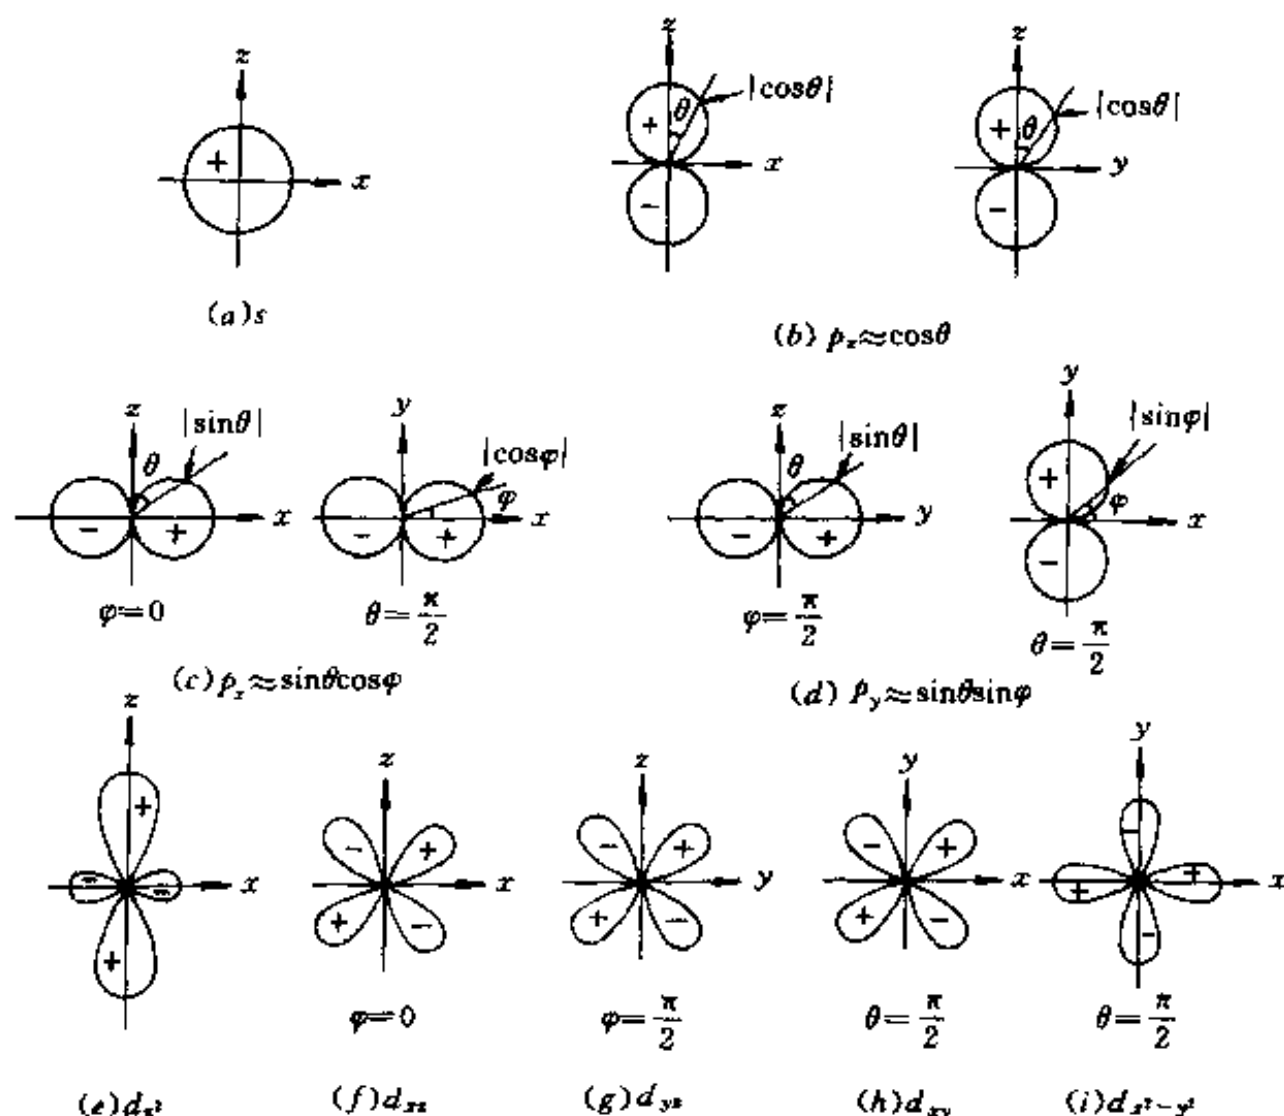 z
x
+
(a)s
z
|cosθ|
θ
+
x
−
z
|cosθ|
θ
+
y
−
(b) p_z≈cosθ
z
|sinθ|
θ
x
−
+
φ=0
y
|cosφ|
φ
x
−
+
θ=π/2
(c) p_x≈sinθcosφ
z
|sinθ|
θ
y
−
+
φ=π/2
y
|sinφ|
φ
+
x
−
θ=π/2
(d) p_y≈sinθsinφ
z
+
−
−
x
+
(e)d_z²
z
−
+
x
+
−
φ=0
(f)d_xz
z
−
+
y
+
−
φ=π/2
(g)d_yz
y
−
+
x
+
−
θ=π/2
(h)d_xy
y
−
+
+
x
−
θ=π/2
(i)d_x²−y²